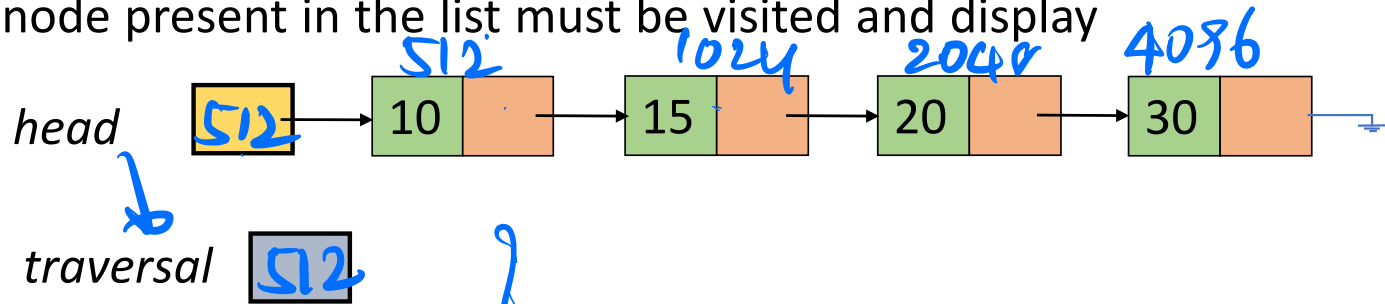 node present in the list must be visited and display
512 1024 2048 4096
head 512 10 15 20 30
traversal 512